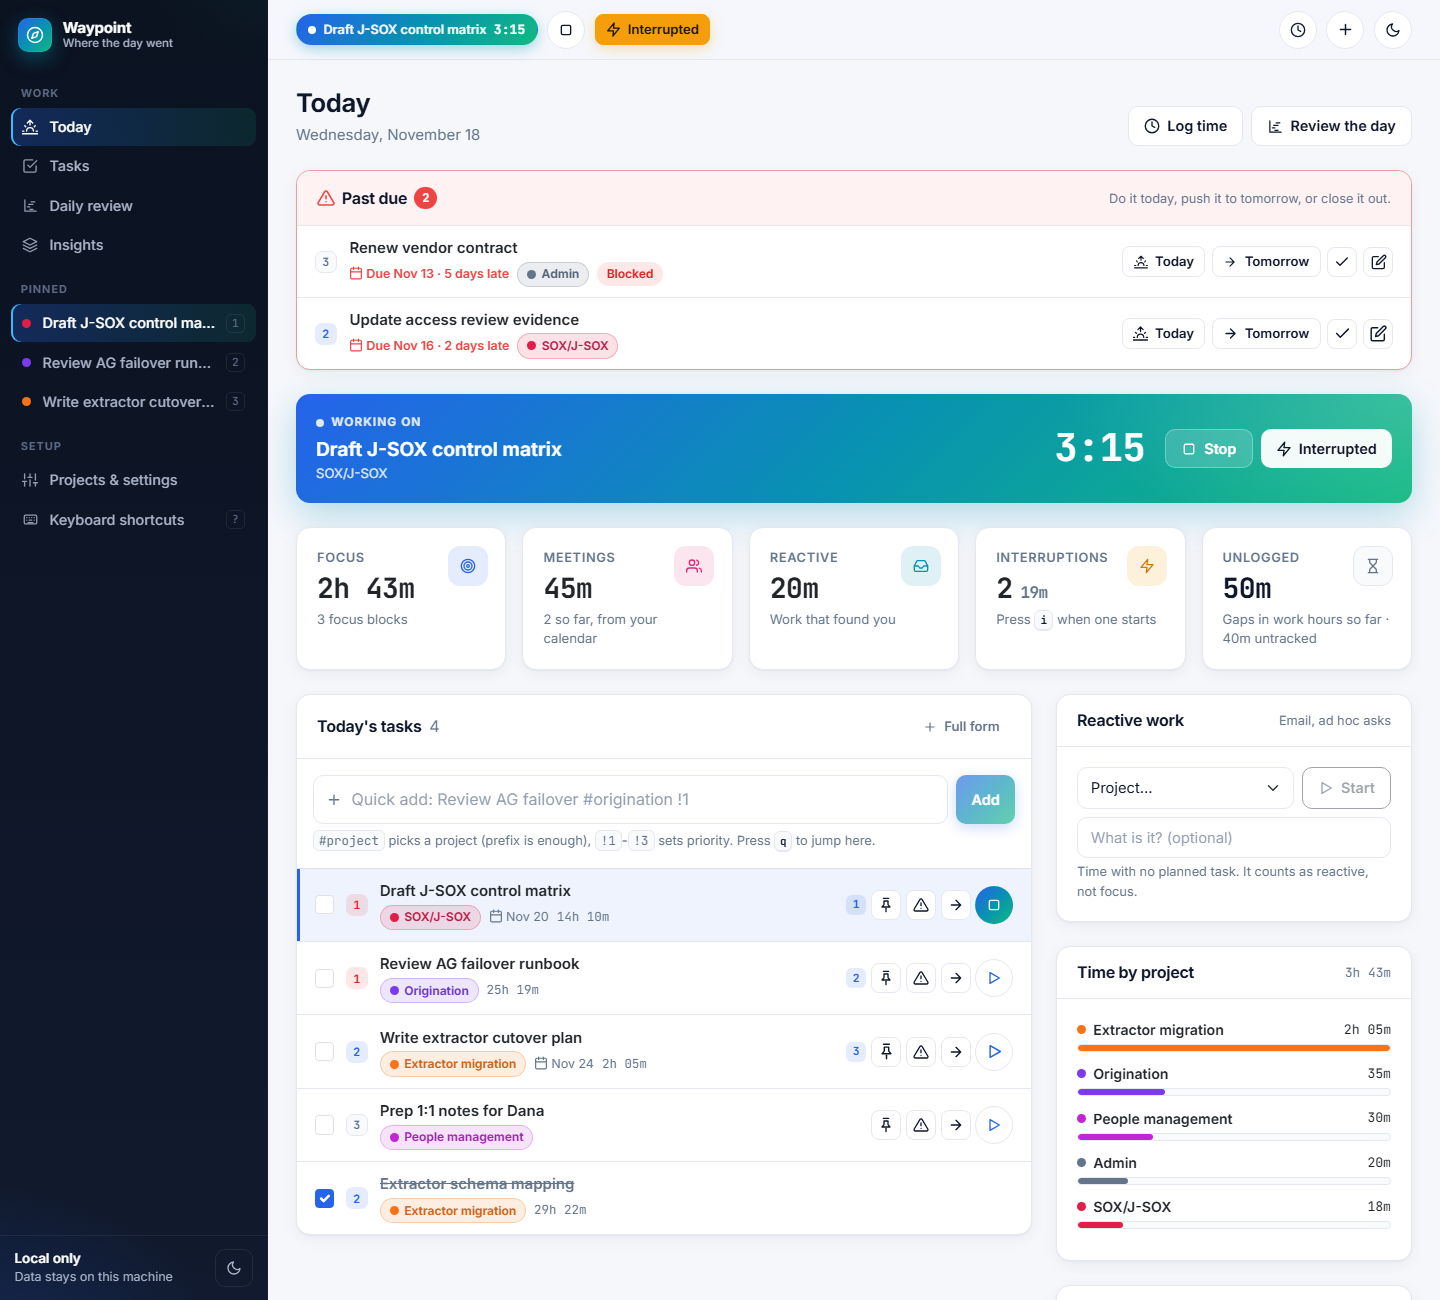 Waypoint
Where the day went
WORK
Today
Tasks
Daily review
Insights
PINNED
Draft J-SOX control ma... 1
Review AG failover run... 2
Write extractor cutover... 3
SETUP
Projects & settings
Keyboard shortcuts ?
Local only
Data stays on this machine
Draft J-SOX control matrix 3:15
Interrupted
Today
Wednesday, November 18
Log time
Review the day
Past due 2
Do it today, push it to tomorrow, or close it out.
3 Renew vendor contract
Due Nov 13 · 5 days late Admin Blocked
Today Tomorrow
2 Update access review evidence
Due Nov 16 · 2 days late SOX/J-SOX
Today Tomorrow
WORKING ON
Draft J-SOX control matrix
SOX/J-SOX
3:15 Stop Interrupted
FOCUS
2h 43m
3 focus blocks
MEETINGS
45m
2 so far, from your
calendar
REACTIVE
20m
Work that found you
INTERRUPTIONS
2 19m
Press i when one starts
UNLOGGED
50m
Gaps in work hours so far ·
40m untracked
Today's tasks 4
Full form
Quick add: Review AG failover #origination !1
Add
#project picks a project (prefix is enough), !1-!3 sets priority. Press q to jump here.
1 Draft J-SOX control matrix
SOX/J-SOX Nov 20 14h 10m
1
1 Review AG failover runbook
Origination 25h 19m
2
2 Write extractor cutover plan
Extractor migration Nov 24 2h 05m
3
3 Prep 1:1 notes for Dana
People management
2 Extractor schema mapping
Extractor migration 29h 22m
Reactive work
Email, ad hoc asks
Project...
Start
What is it? (optional)
Time with no planned task. It counts as reactive,
not focus.
Time by project 3h 43m
Extractor migration 2h 05m
Origination 35m
People management 30m
Admin 20m
SOX/J-SOX 18m